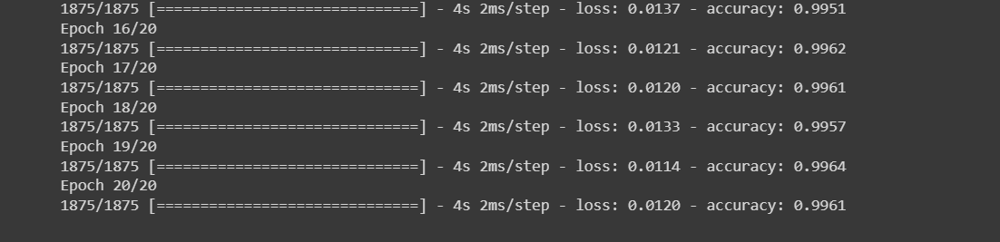 1875/1875 [==============================] - 4s 2ms/step - loss: 0.0137 - accuracy: 0.9951
Epoch 16/20
1875/1875 [==============================] - 4s 2ms/step - loss: 0.0121 - accuracy: 0.9962
Epoch 17/20
1875/1875 [==============================] - 4s 2ms/step - loss: 0.0120 - accuracy: 0.9961
Epoch 18/20
1875/1875 [==============================] - 4s 2ms/step - loss: 0.0133 - accuracy: 0.9957
Epoch 19/20
1875/1875 [==============================] - 4s 2ms/step - loss: 0.0114 - accuracy: 0.9964
Epoch 20/20
1875/1875 [==============================] - 4s 2ms/step - loss: 0.0120 - accuracy: 0.9961